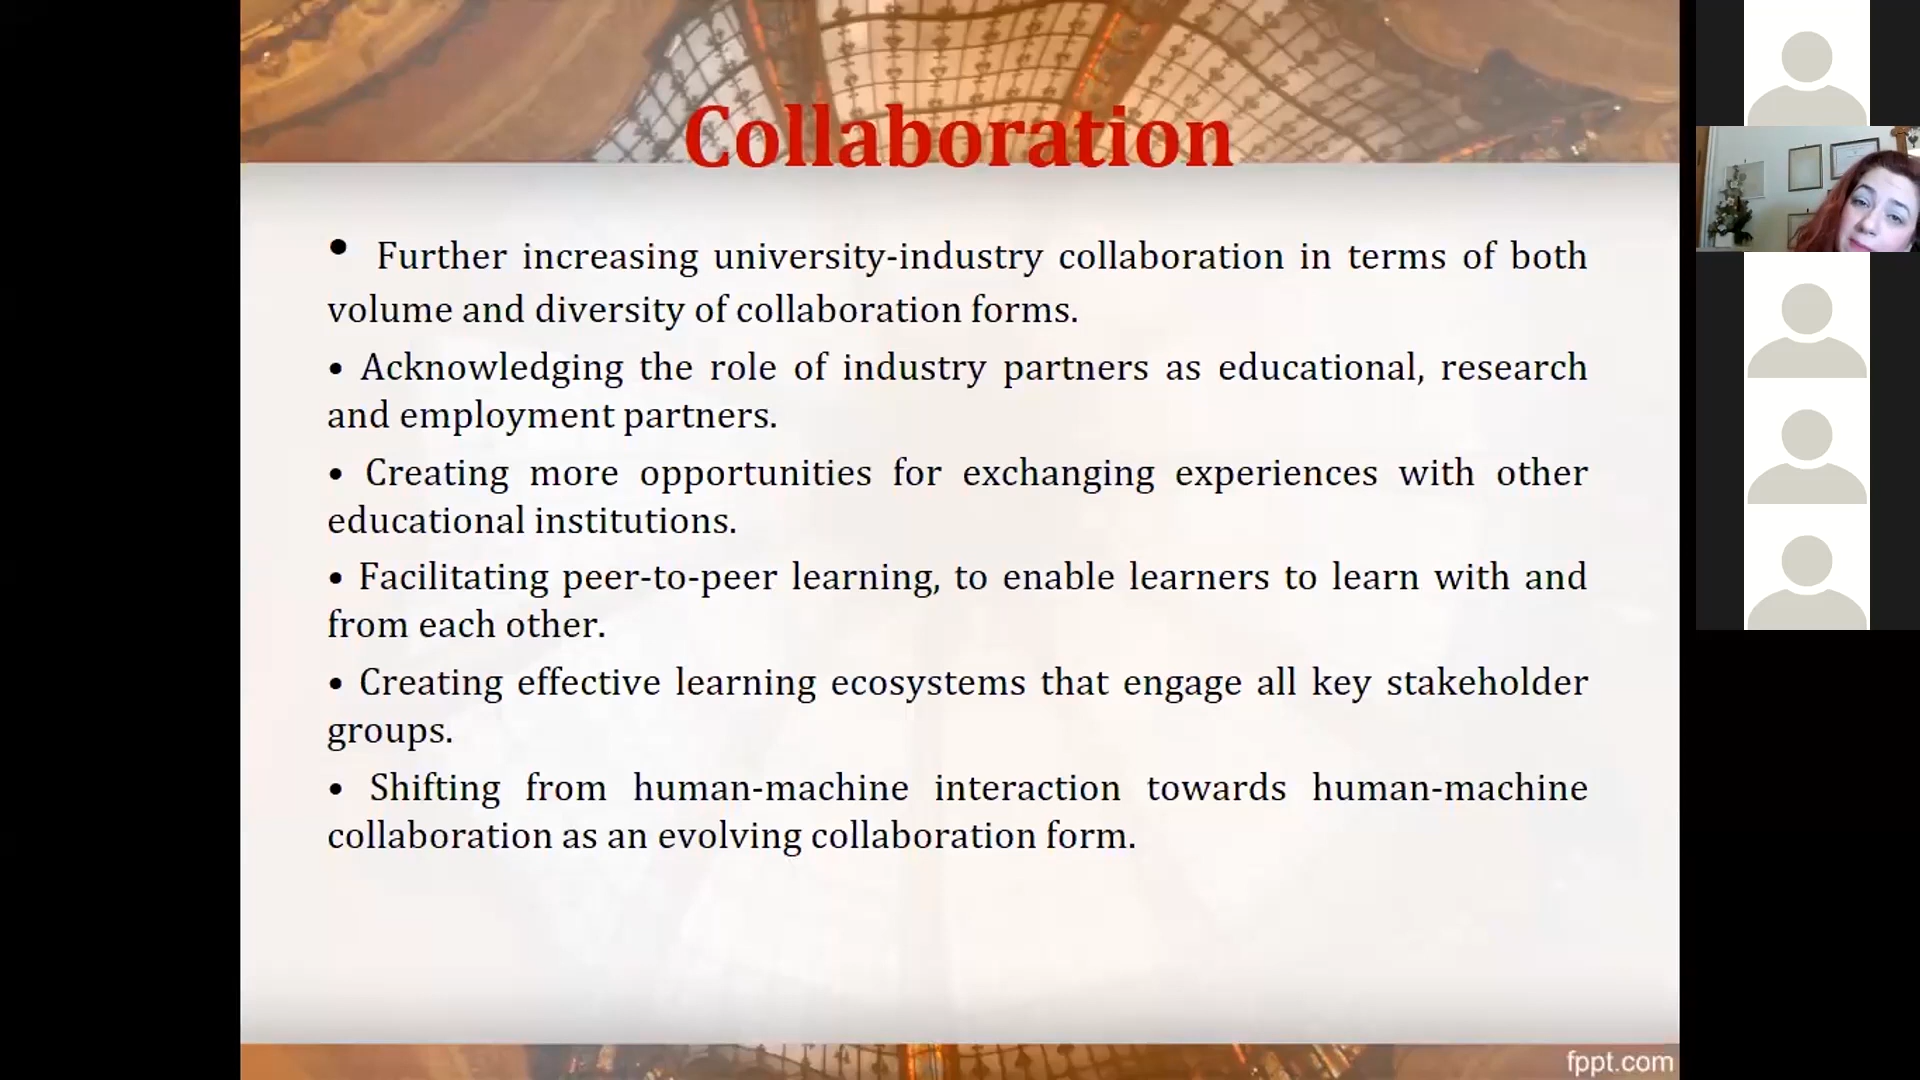 Collaboration
• Further increasing university-industry collaboration in terms of both
volume and diversity of collaboration forms.
• Acknowledging the role of industry partners as educational, research
and employment partners.
• Creating more opportunities for exchanging experiences with other
educational institutions.
• Facilitating peer-to-peer learning, to enable learners to learn with and
from each other.
• Creating effective learning ecosystems that engage all key stakeholder
groups.
• Shifting from human-machine interaction towards human-machine
collaboration as an evolving collaboration form.
fppt.com